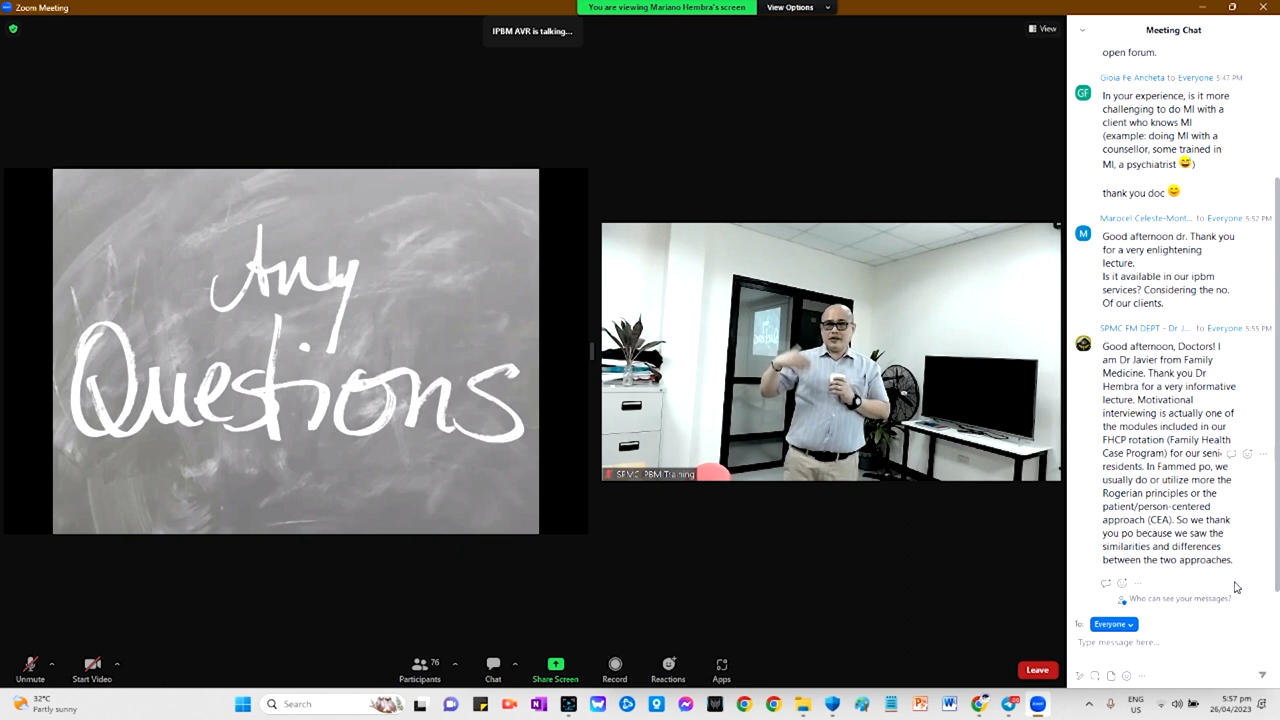 Zoom Meeting
You are viewing Mariano Hembra's screen
View Options
IPBM AVR is talking...
View
Any
Questions
SPMC IPBM Training
Meeting Chat
open forum.
Gioia Fe Ancheta to Everyone 5:47 PM
GF
In your experience, is it more
challenging to do MI with a
client who knows MI
(example: doing MI with a
counsellor, some trained in
MI, a psychiatrist 😅)
thank you doc 😊
Marocel Celeste-Mont... to Everyone 5:52 PM
M
Good afternoon dr. Thank you
for a very enlightening
lecture.
Is it available in our ipbm
services? Considering the no.
Of our clients.
SPMC FM DEPT - Dr J... to Everyone 5:55 PM
Good afternoon, Doctors! I
am Dr Javier from Family
Medicine. Thank you Dr
Hembra for a very informative
lecture. Motivational
interviewing is actually one of
the modules included in our
FHCP rotation (Family Health
Case Program) for our seni
residents. In Fammed po, we
usually do or utilize more the
Rogerian principles or the
patient/person-centered
approach (CEA). So we thank
you po because we saw the
similarities and differences
between the two approaches.
Who can see your messages?
To: Everyone
Type message here...
Unmute
Start Video
76
Participants
Chat
Share Screen
Record
Reactions
Apps
Leave
32°C
Partly sunny
Search
ENG
US
5:57 pm
26/04/2023